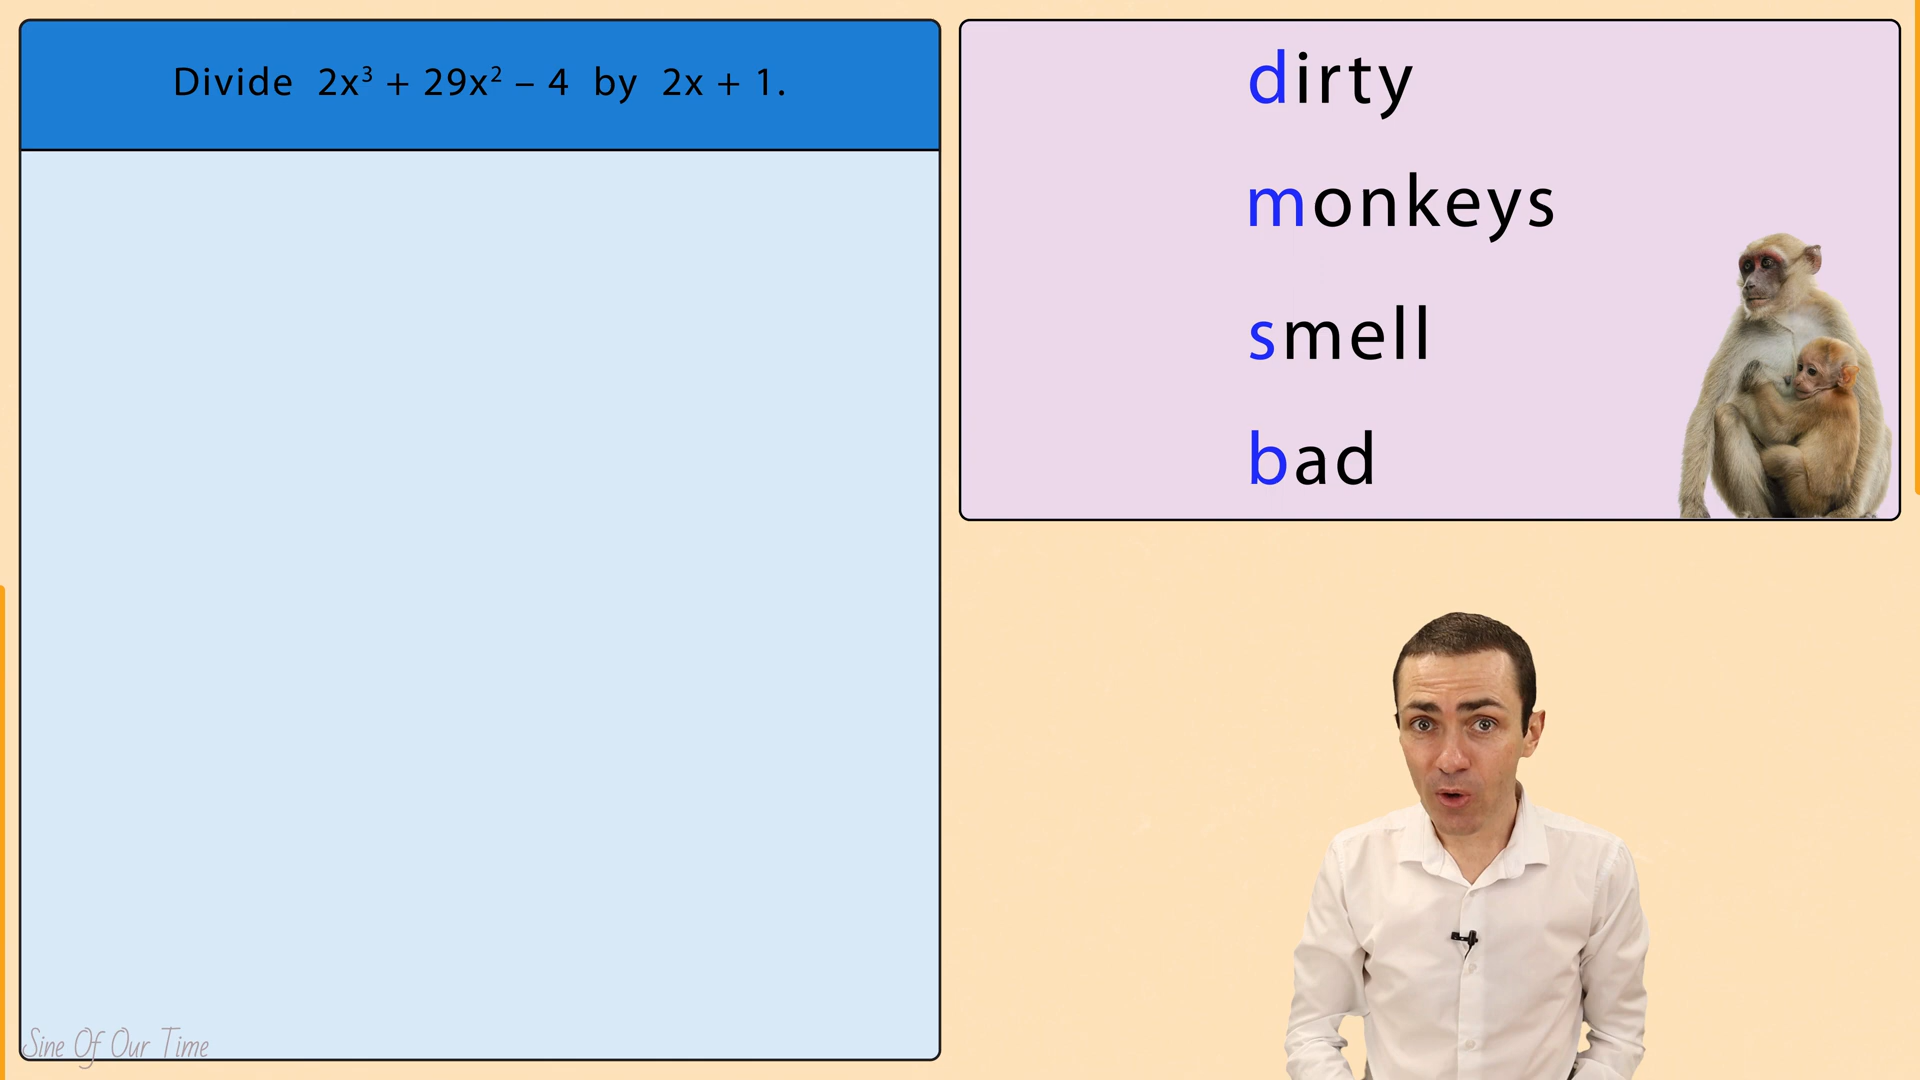 Divide 2x³ + 29x² – 4 by 2x + 1.
dirty
monkeys
smell
bad
Sine Of Our Time